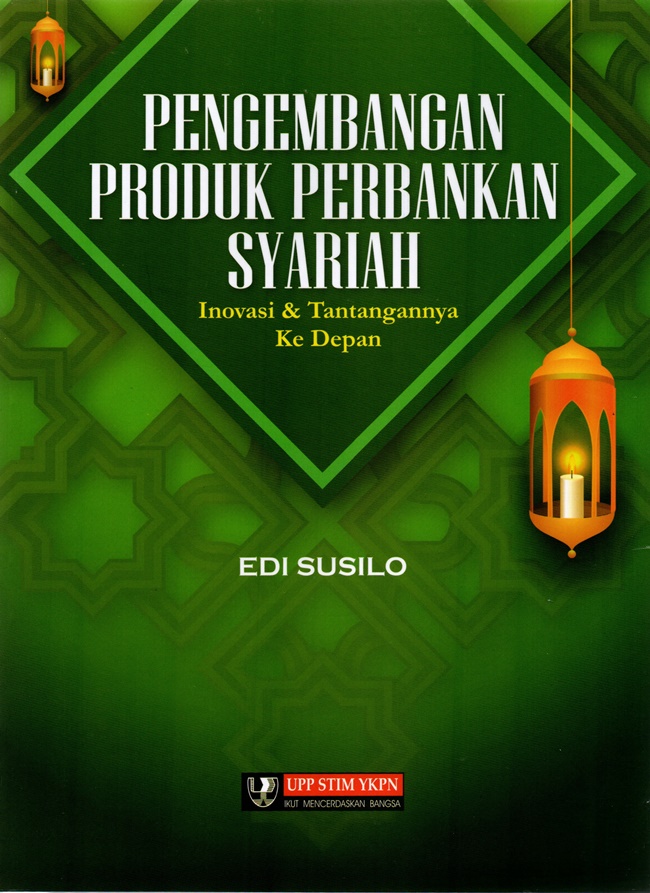 PENGEMBANGAN
PRODUK PERBANKAN
SYARIAH
Inovasi & Tantangannya
Ke Depan
EDI SUSILO
UPP STIM YKPN
IKUT MENCERDASKAN BANGSA